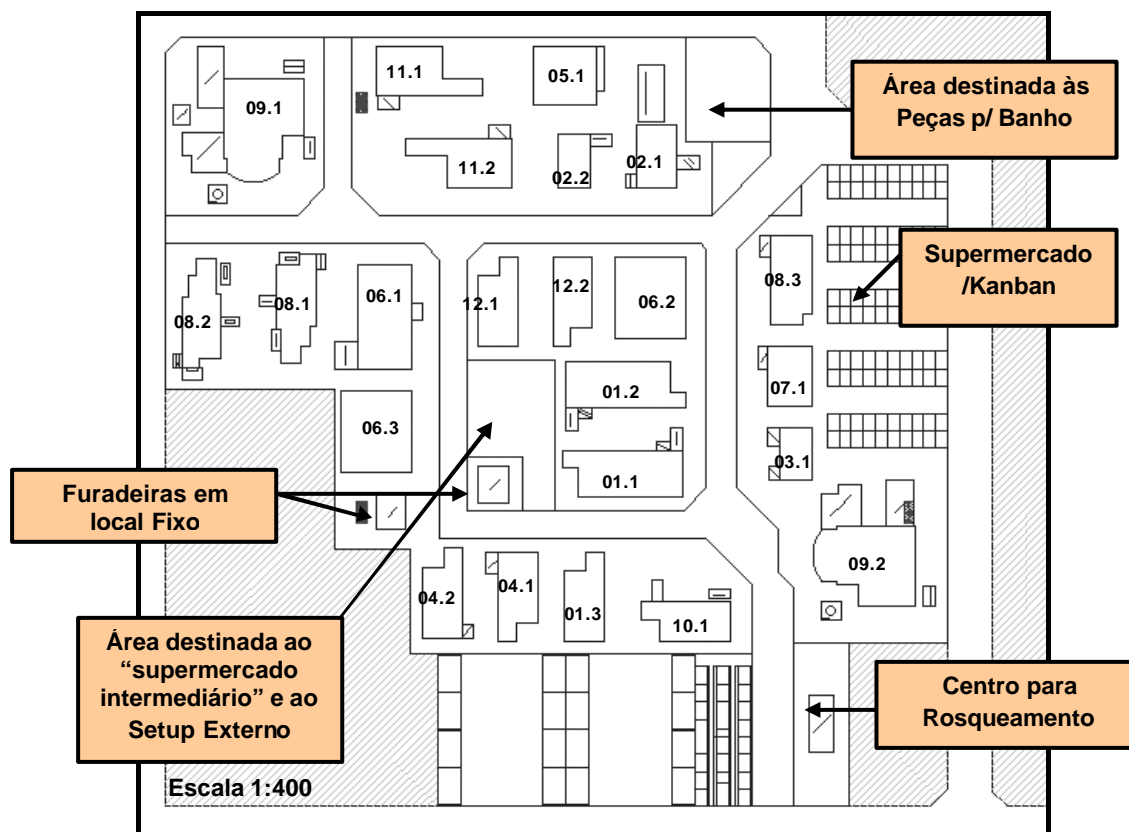 11.1
05.1
09.1
11.2
02.2
02.1
Área destinada às
Peças p/ Banho
08.2
08.1
06.1
12.1
12.2
06.2
08.3
Supermercado
/Kanban
01.2
07.1
06.3
01.1
03.1
Furadeiras em
local Fixo
04.2
04.1
01.3
10.1
09.2
Área destinada ao
“supermercado
intermediário” e ao
Setup Externo
Centro para
Rosqueamento
Escala 1:400